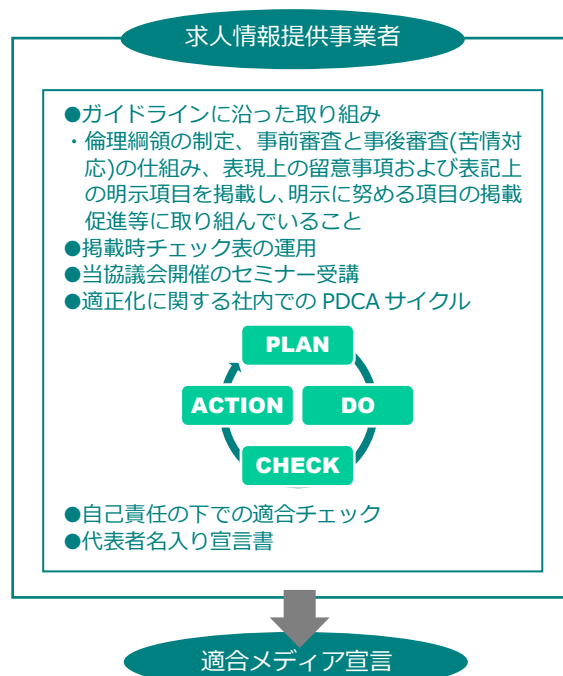 求人情報提供事業者
●ガイドラインに沿った取り組み
・倫理綱領の制定、事前審査と事後審査(苦情対
応)の仕組み、表現上の留意事項および表記上
の明示項目を掲載し、明示に努める項目の掲載
促進等に取り組んでいること
●掲載時チェック表の運用
●当協議会開催のセミナー受講
●適正化に関する社内での PDCA サイクル
PLAN
ACTION
DO
CHECK
●自己責任の下での適合チェック
●代表者名入り宣言書
適合メディア宣言